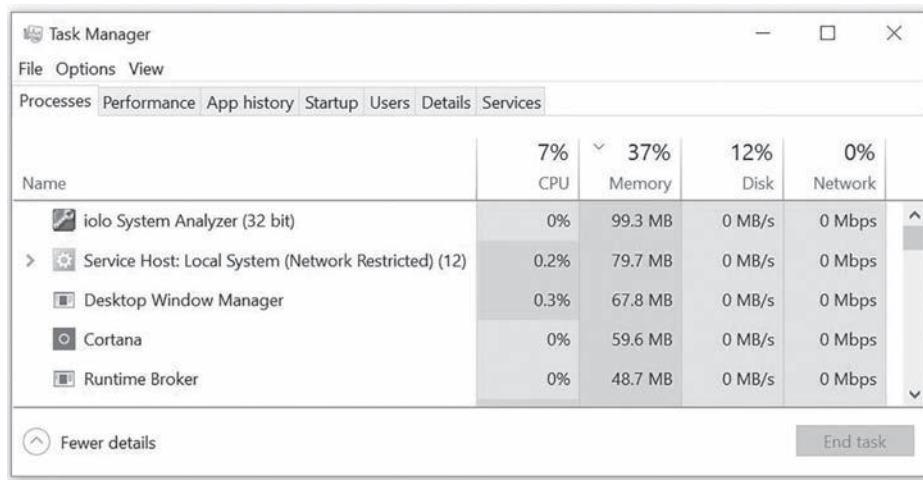 Task Manager
File Options View
Processes Performance App history Startup Users Details Services
7% 37% 12% 0%
Name CPU Memory Disk Network
iolo System Analyzer (32 bit) 0% 99.3 MB 0 MB/s 0 Mbps
Service Host: Local System (Network Restricted) (12) 0.2% 79.7 MB 0 MB/s 0 Mbps
Desktop Window Manager 0.3% 67.8 MB 0 MB/s 0 Mbps
Cortana 0% 59.6 MB 0 MB/s 0 Mbps
Runtime Broker 0% 48.7 MB 0 MB/s 0 Mbps
Fewer details End task